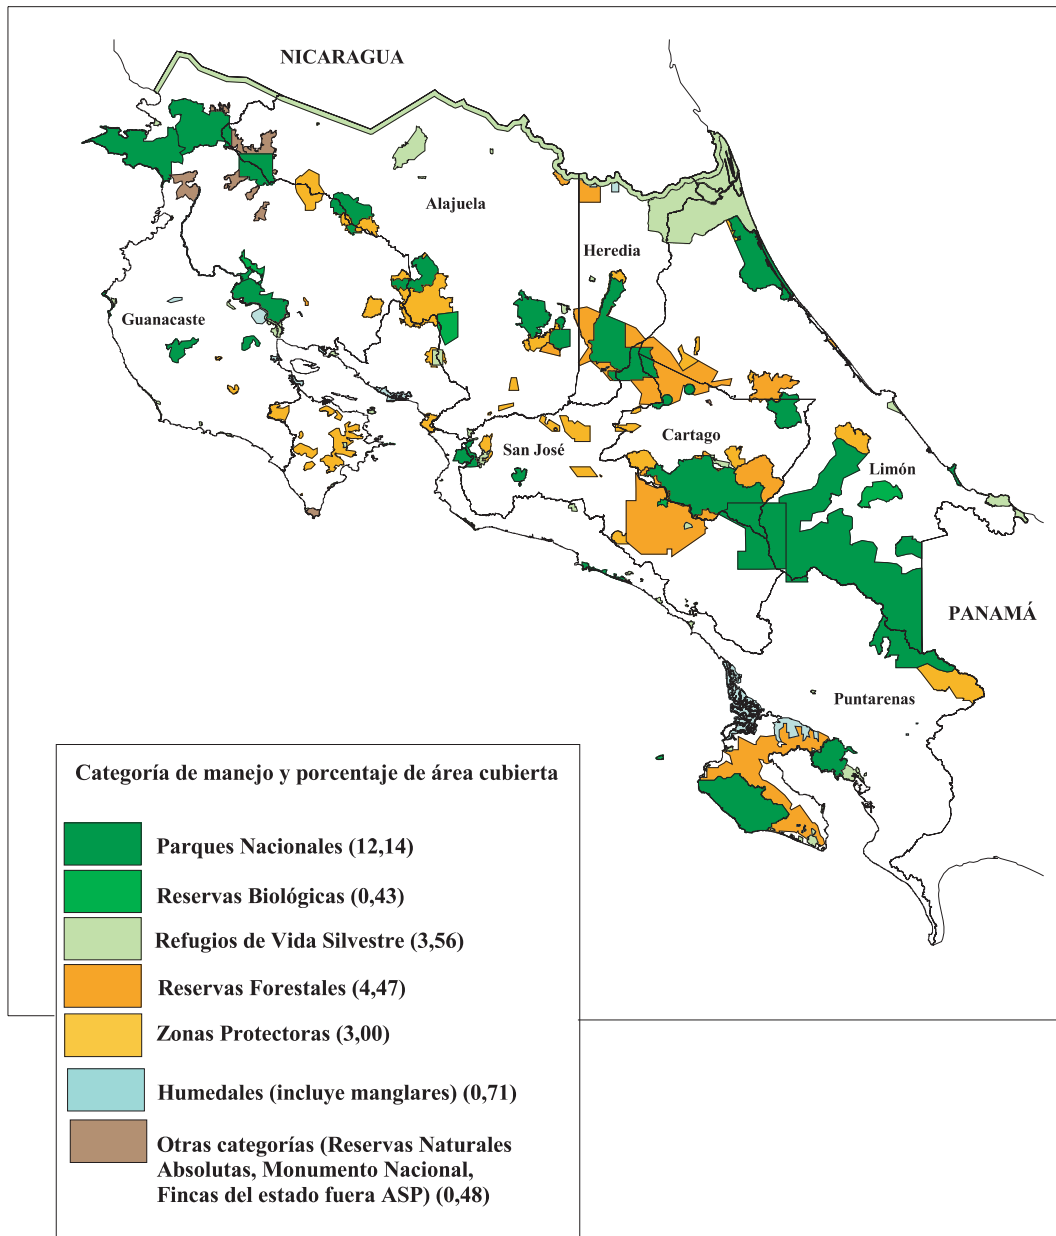 NICARAGUA
Alajuela
Heredia
Guanacaste
San José
Cartago
Limón
PANAMÁ
Puntarenas
Categoría de manejo y porcentaje de área cubierta
Parques Nacionales (12,14)
Reservas Biológicas (0,43)
Refugios de Vida Silvestre (3,56)
Reservas Forestales (4,47)
Zonas Protectoras (3,00)
Humedales (incluye manglares) (0,71)
Otras categorías (Reservas Naturales
Absolutas, Monumento Nacional,
Fincas del estado fuera ASP) (0,48)